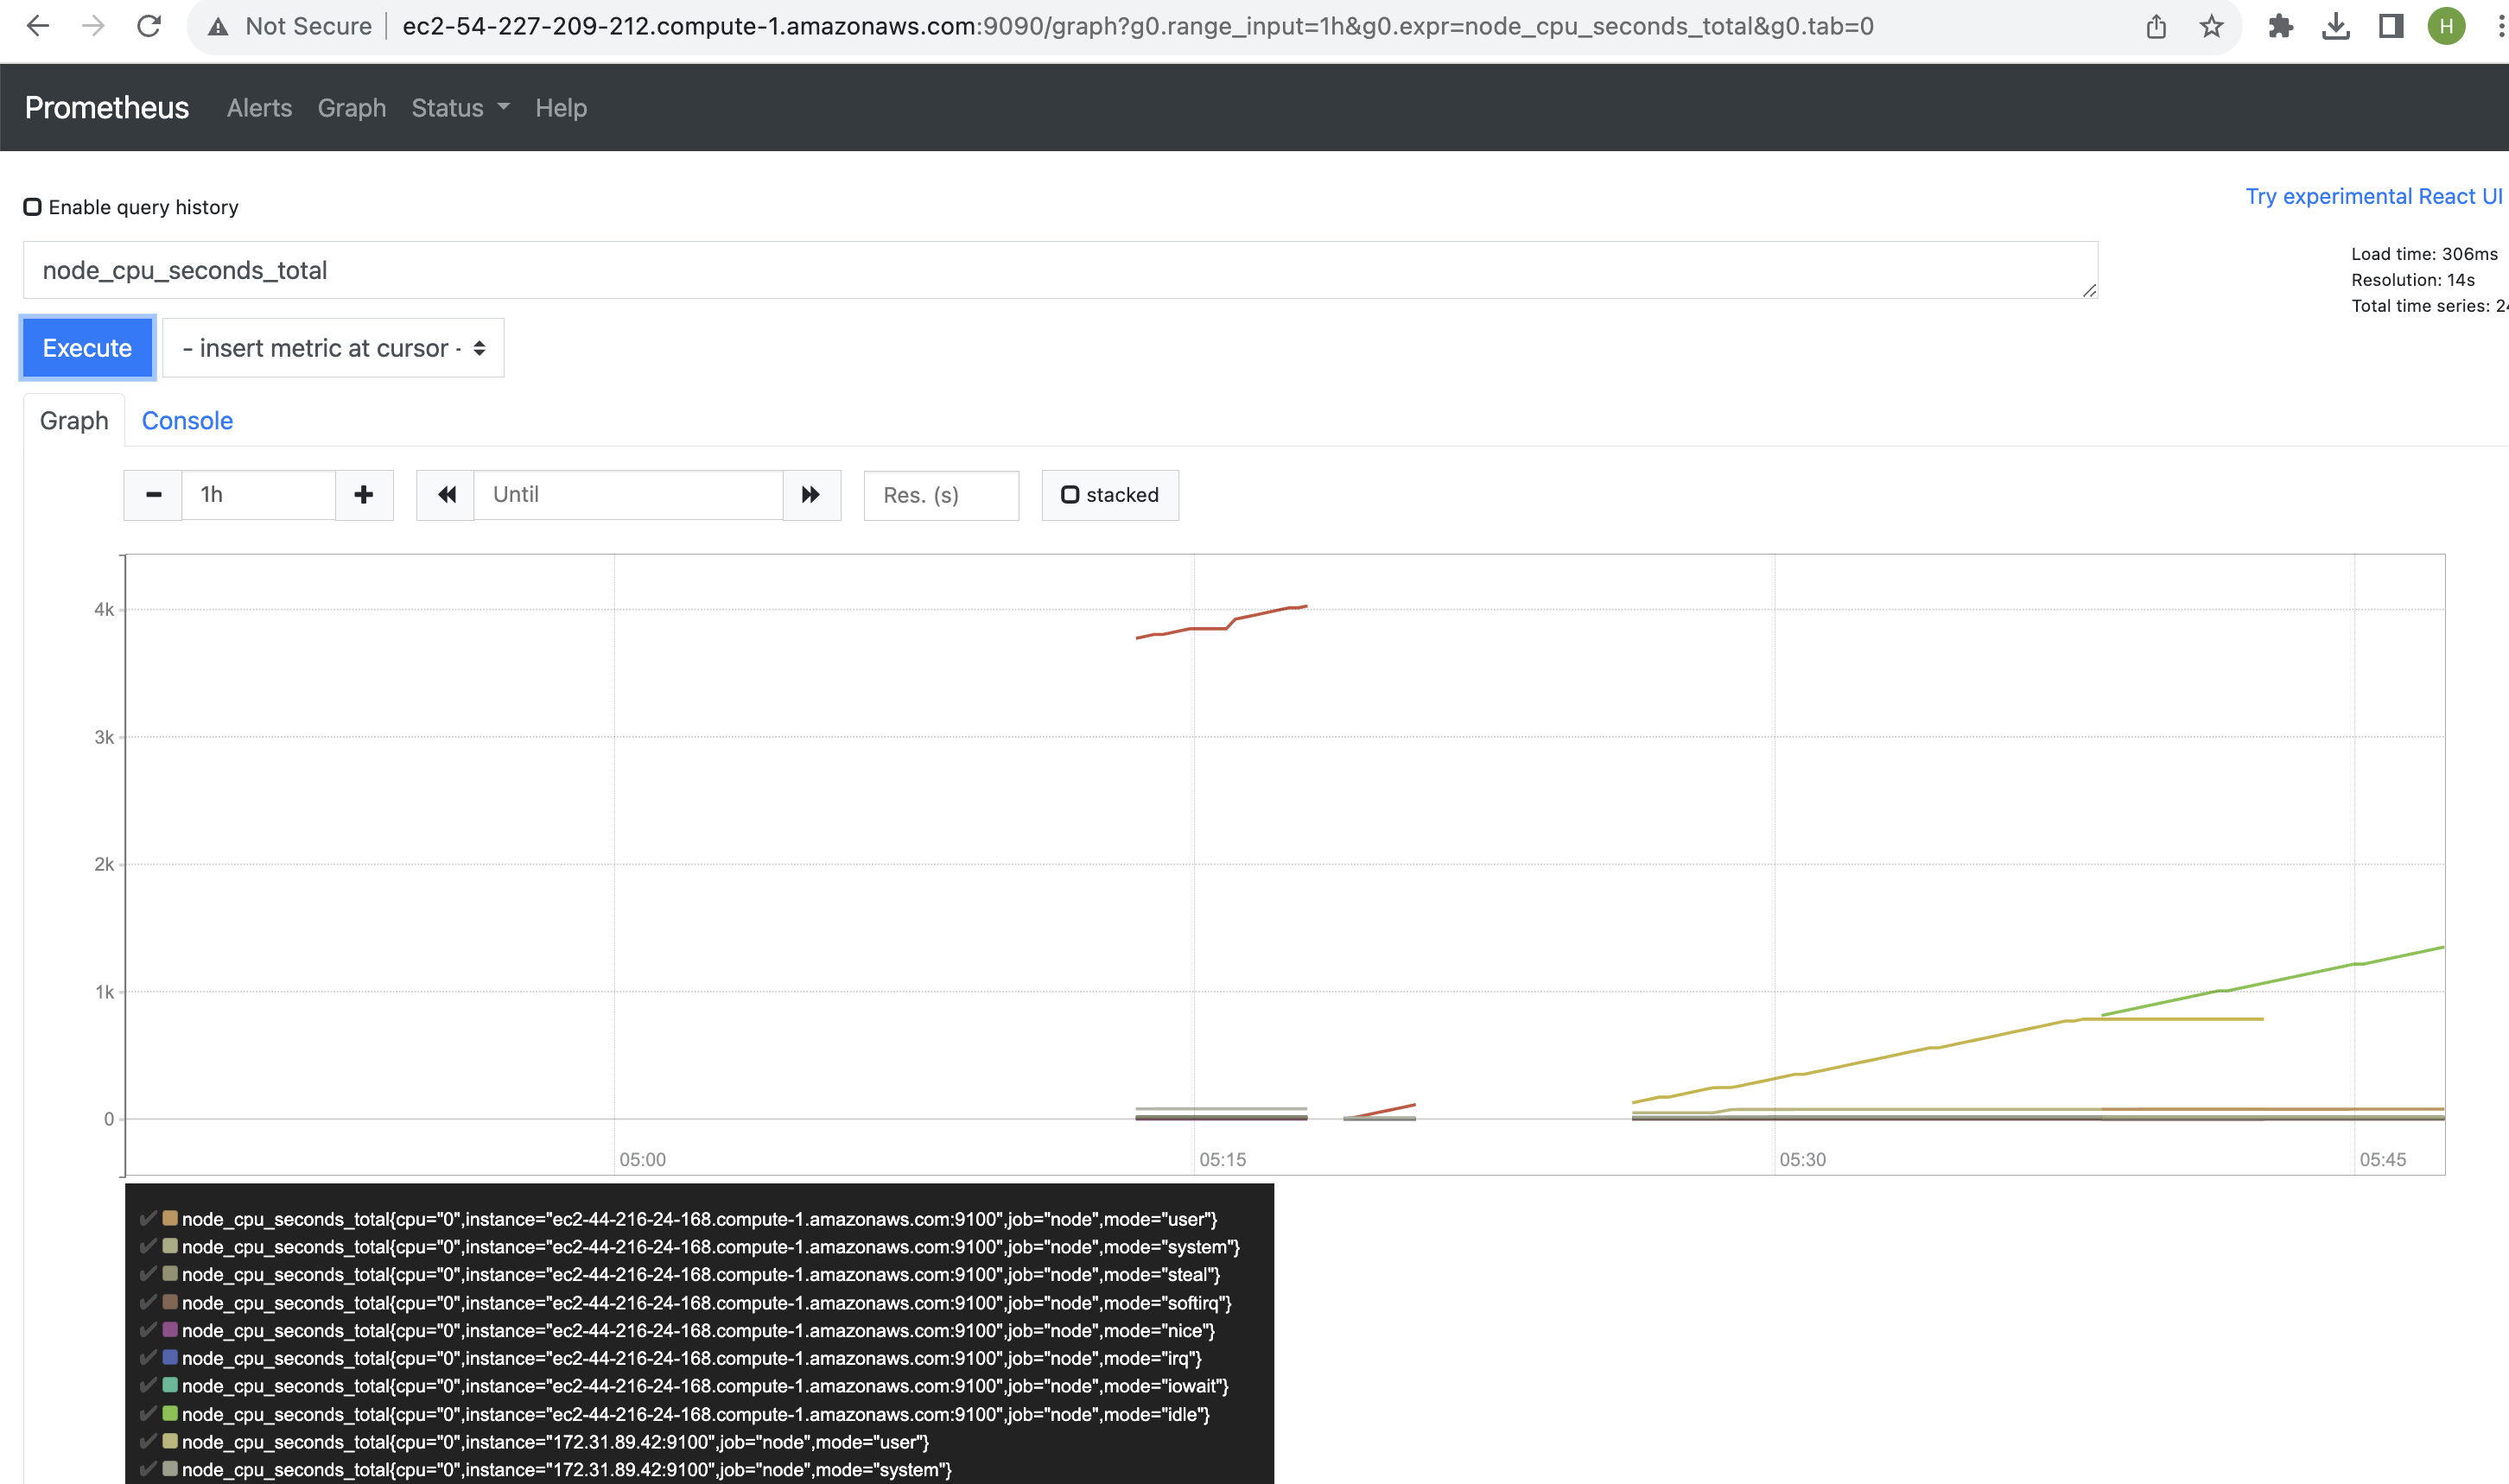 Not Secure ec2-54-227-209-212.compute-1.amazonaws.com:9090/graph?g0.range_input=1h&g0.expr=node_cpu_seconds_total&g0.tab=0 H
Prometheus Alerts Graph Status Help
Enable query history
Try experimental React UI
node_cpu_seconds_total
Load time: 306ms
Resolution: 14s
Total time series:
Execute - insert metric at cursor -
Graph Console
1h Until Res. (s) stacked
4k
3k
2k
1k
0
05:00 05:15 05:30 05:45
node_cpu_seconds_total{cpu="0",instance="ec2-44-216-24-168.compute-1.amazonaws.com:9100",job="node",mode="user"}
node_cpu_seconds_total{cpu="0",instance="ec2-44-216-24-168.compute-1.amazonaws.com:9100",job="node",mode="system"}
node_cpu_seconds_total{cpu="0",instance="ec2-44-216-24-168.compute-1.amazonaws.com:9100",job="node",mode="steal"}
node_cpu_seconds_total{cpu="0",instance="ec2-44-216-24-168.compute-1.amazonaws.com:9100",job="node",mode="softirq"}
node_cpu_seconds_total{cpu="0",instance="ec2-44-216-24-168.compute-1.amazonaws.com:9100",job="node",mode="nice"}
node_cpu_seconds_total{cpu="0",instance="ec2-44-216-24-168.compute-1.amazonaws.com:9100",job="node",mode="irq"}
node_cpu_seconds_total{cpu="0",instance="ec2-44-216-24-168.compute-1.amazonaws.com:9100",job="node",mode="iowait"}
node_cpu_seconds_total{cpu="0",instance="ec2-44-216-24-168.compute-1.amazonaws.com:9100",job="node",mode="idle"}
node_cpu_seconds_total{cpu="0",instance="172.31.89.42:9100",job="node",mode="user"}
node_cpu_seconds_total{cpu="0",instance="172.31.89.42:9100",job="node",mode="system"}